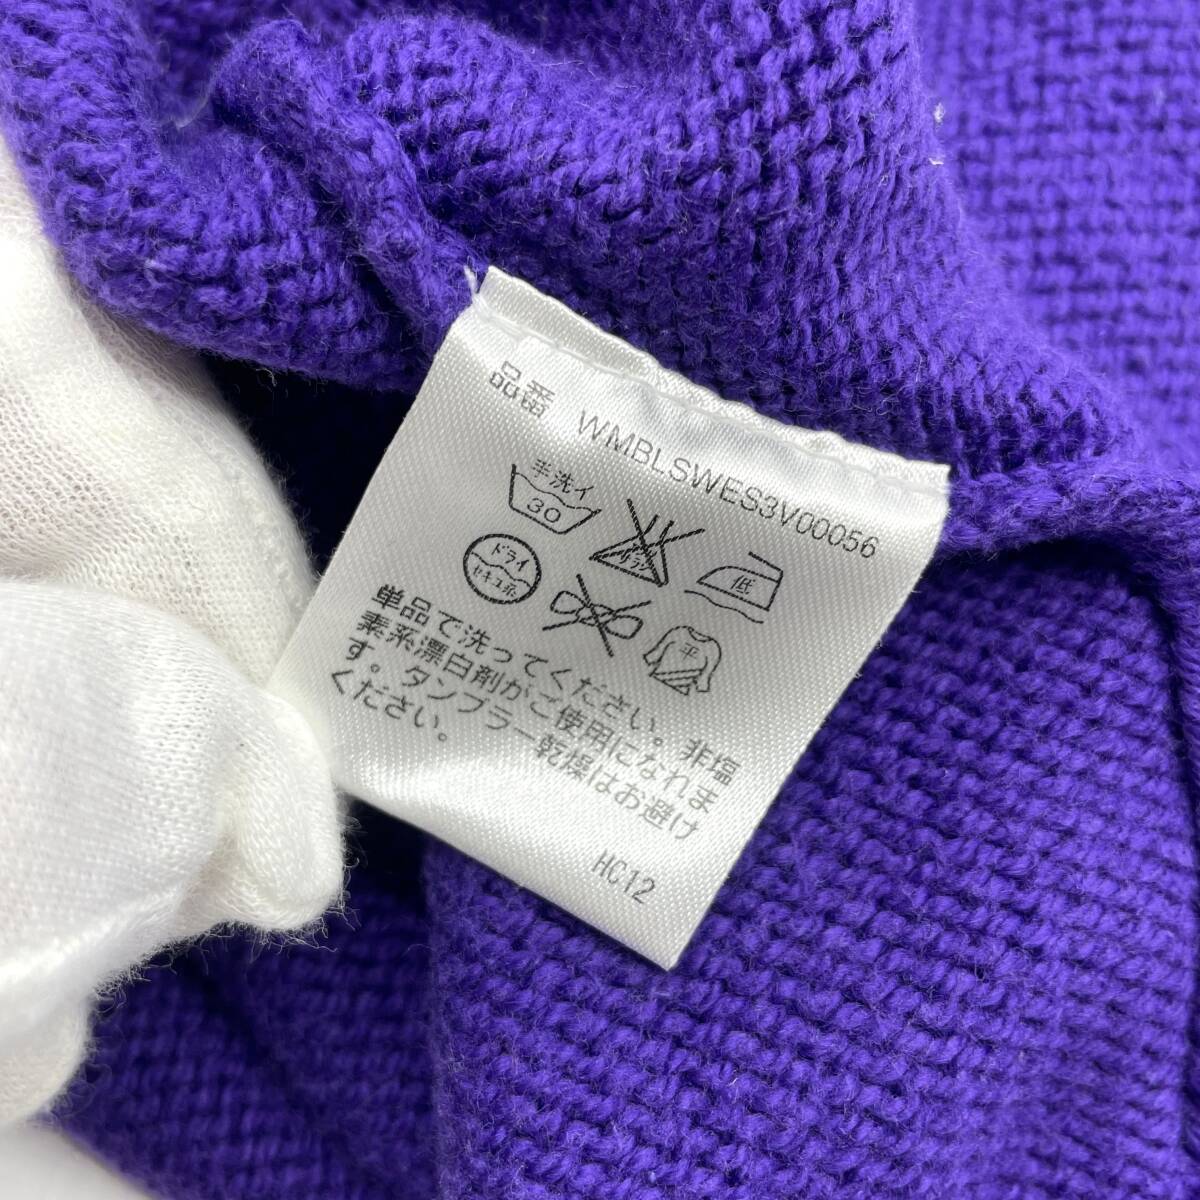 品番 WMBLSWES3V00056
手洗イ
30
サラシ
低
ドライ
セキユ系
平
単品で洗ってください。非塩
素系漂白剤がご使用になれま
す。タンブラー乾燥はお避け
ください。
HC12